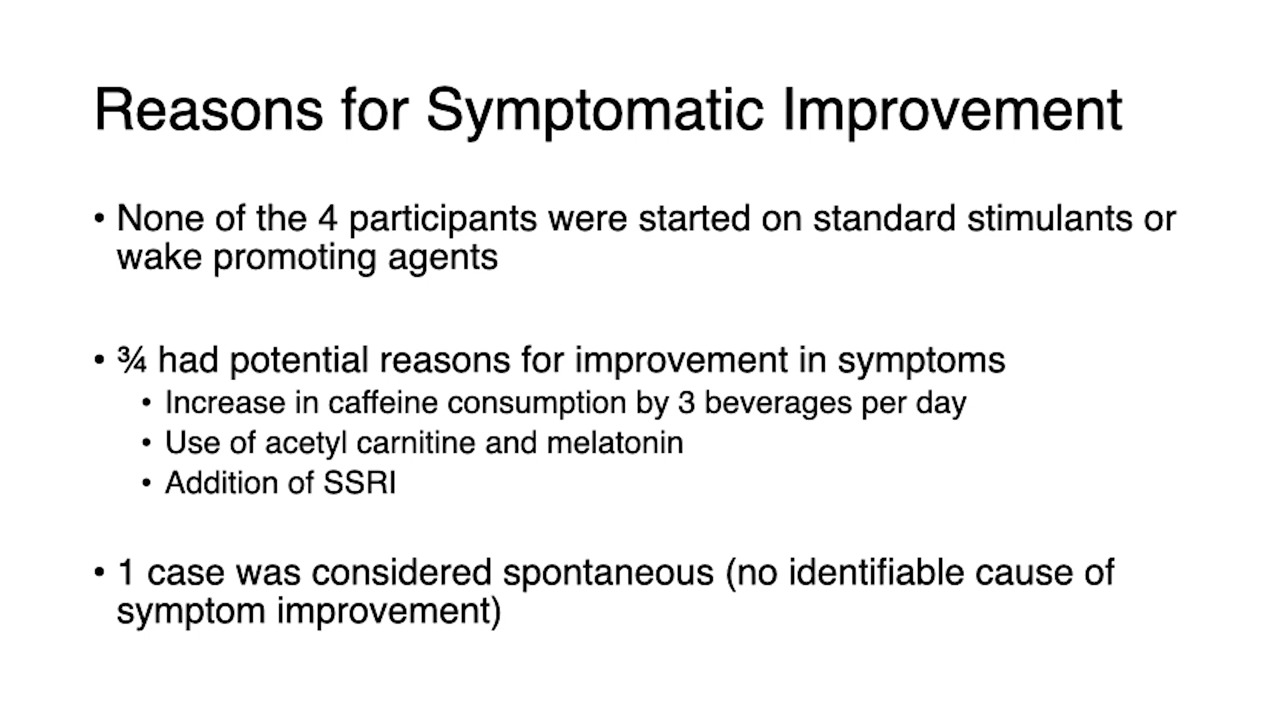 Reasons for Symptomatic Improvement
• None of the 4 participants were started on standard stimulants or
wake promoting agents
• ¾ had potential reasons for improvement in symptoms
• Increase in caffeine consumption by 3 beverages per day
• Use of acetyl carnitine and melatonin
• Addition of SSRI
• 1 case was considered spontaneous (no identifiable cause of
symptom improvement)